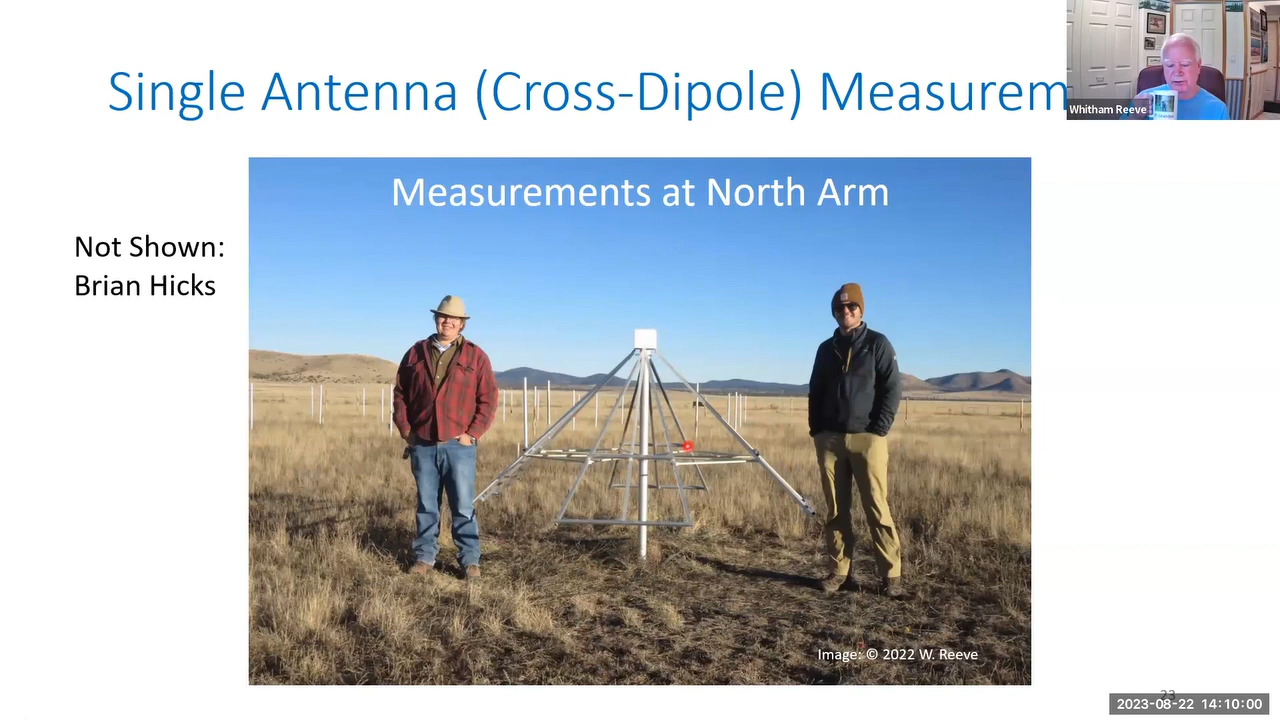 Single Antenna (Cross-Dipole) Measurem
Whitham Reeve
Measurements at North Arm
Not Shown:
Brian Hicks
Image: © 2022 W. Reeve
23
2023-08-22 14:10:00